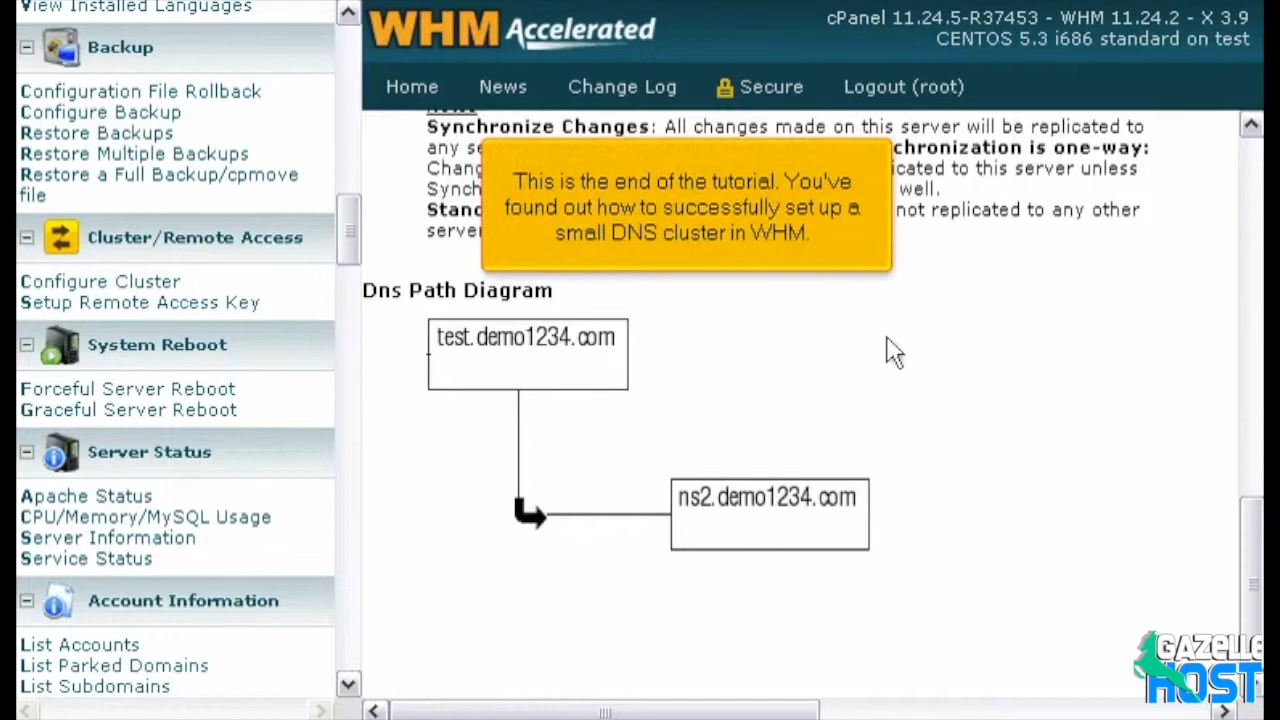 View Installed Languages
Backup
Configuration File Rollback
Configure Backup
Restore Backups
Restore Multiple Backups
Restore a Full Backup/cpmove
file
Cluster/Remote Access
Configure Cluster
Setup Remote Access Key
System Reboot
Forceful Server Reboot
Graceful Server Reboot
Server Status
Apache Status
CPU/Memory/MySQL Usage
Server Information
Service Status
Account Information
List Accounts
List Parked Domains
List Subdomains
WHM Accelerated
cPanel 11.24.5-R37453 - WHM 11.24.2 - X 3.9
CENTOS 5.3 i686 standard on test
Home News Change Log Secure Logout (root)
Synchronize Changes: All changes made on this server will be replicated to
any se chronization is one-way:
Chang icated to this server unless
Synch well.
Stand not replicated to any other
server
This is the end of the tutorial. You've
found out how to successfully set up a
small DNS cluster in WHM.
Dns Path Diagram
test.demo1234.com
ns2.demo1234.com
GAZELLE
HOST